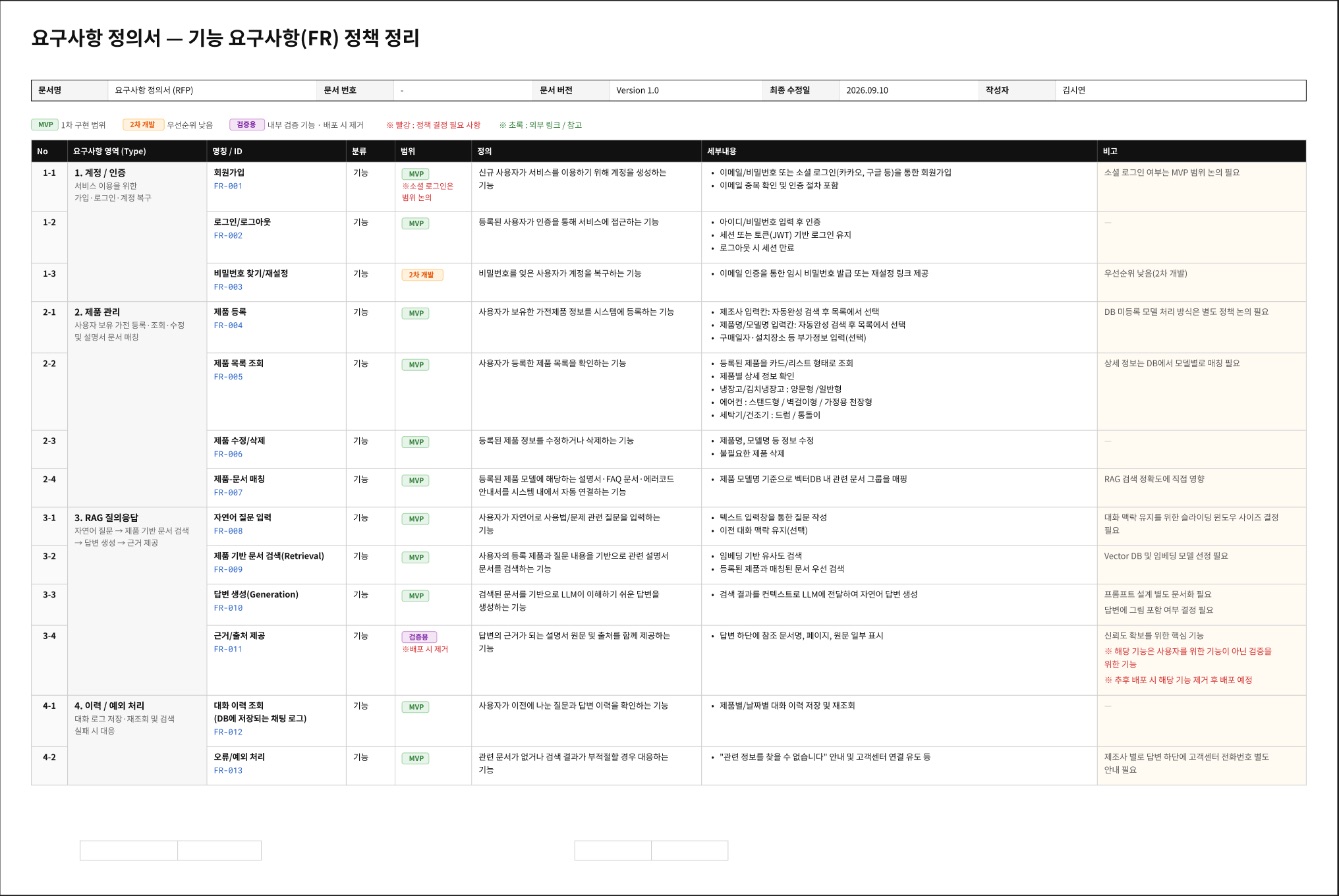 요구사항 정의서 — 기능 요구사항(FR) 정책 정리
문서명 요구사항 정의서 (RFP) 문서 번호 - 문서 버전 Version 1.0 최종 수정일 2026.09.10 작성자 김시연
MVP 1차 구현 범위 2차 개발 우선순위 낮음 검증용 내부 검증 기능 · 배포 시 제거 ※ 빨강 : 정책 결정 필요 사항 ※ 초록 : 외부 링크 / 참고
No 요구사항 영역 (Type) 명칭 / ID 분류 범위 정의 세부내용 비고
1-1
1. 계정 / 인증
서비스 이용을 위한
가입·로그인·계정 복구
회원가입
FR-001
기능
MVP
※소셜 로그인은
범위 논의
신규 사용자가 서비스를 이용하기 위해 계정을 생성하는
기능
• 이메일/비밀번호 또는 소셜 로그인(카카오, 구글 등)을 통한 회원가입
• 이메일 중복 확인 및 인증 절차 포함
소셜 로그인 여부는 MVP 범위 논의 필요
1-2
로그인/로그아웃
FR-002
기능
MVP
등록된 사용자가 인증을 통해 서비스에 접근하는 기능
• 아이디/비밀번호 입력 후 인증
• 세션 또는 토큰(JWT) 기반 로그인 유지
• 로그아웃 시 세션 만료
—
1-3
비밀번호 찾기/재설정
FR-003
기능
2차 개발
비밀번호를 잊은 사용자가 계정을 복구하는 기능
• 이메일 인증을 통한 임시 비밀번호 발급 또는 재설정 링크 제공
우선순위 낮음(2차 개발)
2-1
2. 제품 관리
사용자 보유 가전 등록·조회·수정
및 설명서 문서 매칭
제품 등록
FR-004
기능
MVP
사용자가 보유한 가전제품 정보를 시스템에 등록하는 기능
• 제조사 입력칸: 자동완성 검색 후 목록에서 선택
• 제품명/모델명 입력칸: 자동완성 검색 후 목록에서 선택
• 구매일자·설치장소 등 부가정보 입력(선택)
DB 미등록 모델 처리 방식은 별도 정책 논의 필요
2-2
제품 목록 조회
FR-005
기능
MVP
사용자가 등록한 제품 목록을 확인하는 기능
• 등록된 제품을 카드/리스트 형태로 조회
• 제품별 상세 정보 확인
• 냉장고/김치냉장고 : 양문형 /일반형
• 에어컨 : 스탠드형 / 벽걸이형 / 가정용 천장형
• 세탁기/건조기 : 드럼 / 통돌이
상세 정보는 DB에서 모델별로 매칭 필요
2-3
제품 수정/삭제
FR-006
기능
MVP
등록된 제품 정보를 수정하거나 삭제하는 기능
• 제품명, 모델명 등 정보 수정
• 불필요한 제품 삭제
—
2-4
제품-문서 매칭
FR-007
기능
MVP
등록된 제품 모델에 해당하는 설명서·FAQ 문서·에러코드
안내서를 시스템 내에서 자동 연결하는 기능
• 제품 모델명 기준으로 벡터DB 내 관련 문서 그룹을 매핑
RAG 검색 정확도에 직접 영향
3-1
3. RAG 질의응답
자연어 질문 → 제품 기반 문서 검색
→ 답변 생성 → 근거 제공
자연어 질문 입력
FR-008
기능
MVP
사용자가 자연어로 사용법/문제 관련 질문을 입력하는
기능
• 텍스트 입력창을 통한 질문 작성
• 이전 대화 맥락 유지(선택)
대화 맥락 유지를 위한 슬라이딩 윈도우 사이즈 결정
필요
3-2
제품 기반 문서 검색(Retrieval)
FR-009
기능
MVP
사용자의 등록 제품과 질문 내용을 기반으로 관련 설명서
문서를 검색하는 기능
• 임베딩 기반 유사도 검색
• 등록된 제품과 매칭된 문서 우선 검색
Vector DB 및 임베딩 모델 선정 필요
3-3
답변 생성(Generation)
FR-010
기능
MVP
검색된 문서를 기반으로 LLM이 이해하기 쉬운 답변을
생성하는 기능
• 검색 결과를 컨텍스트로 LLM에 전달하여 자연어 답변 생성
프롬프트 설계 별도 문서화 필요
답변에 그림 포함 여부 결정 필요
3-4
근거/출처 제공
FR-011
기능
검증용
※배포 시 제거
답변의 근거가 되는 설명서 원문 및 출처를 함께 제공하는
기능
• 답변 하단에 참조 문서명, 페이지, 원문 일부 표시
신뢰도 확보를 위한 핵심 기능
※ 해당 기능은 사용자를 위한 기능이 아닌 검증을
위한 기능
※ 추후 배포 시 해당 기능 제거 후 배포 예정
4-1
4. 이력 / 예외 처리
대화 로그 저장·재조회 및 검색
실패 시 대응
대화 이력 조회
(DB에 저장되는 채팅 로그)
FR-012
기능
MVP
사용자가 이전에 나눈 질문과 답변 이력을 확인하는 기능
• 제품별/날짜별 대화 이력 저장 및 재조회
—
4-2
오류/예외 처리
FR-013
기능
MVP
관련 문서가 없거나 검색 결과가 부적절할 경우 대응하는
기능
• "관련 정보를 찾을 수 없습니다" 안내 및 고객센터 연결 유도 등
제조사 별로 답변 하단에 고객센터 전화번호 별도
안내 필요